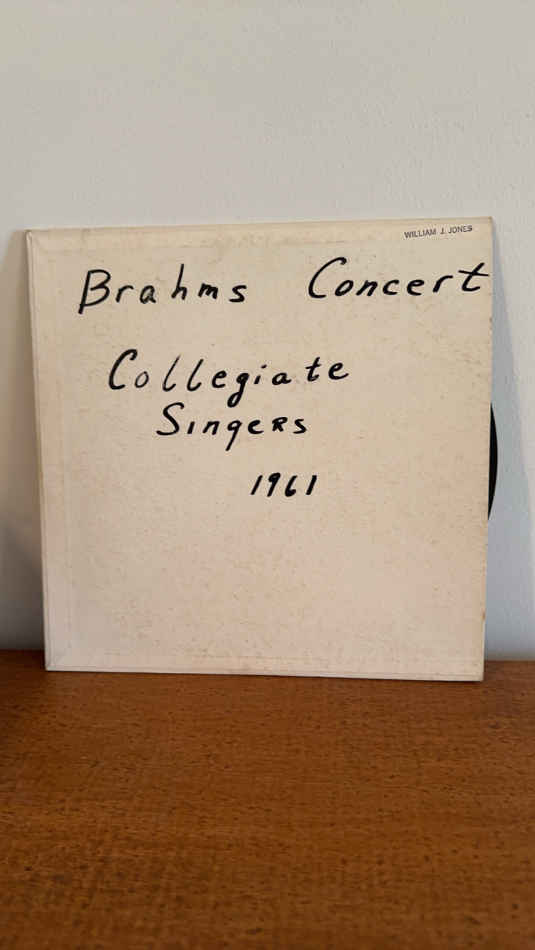 WILLIAM J. JONES
Brahms Concert
Collegiate
Singers
1961